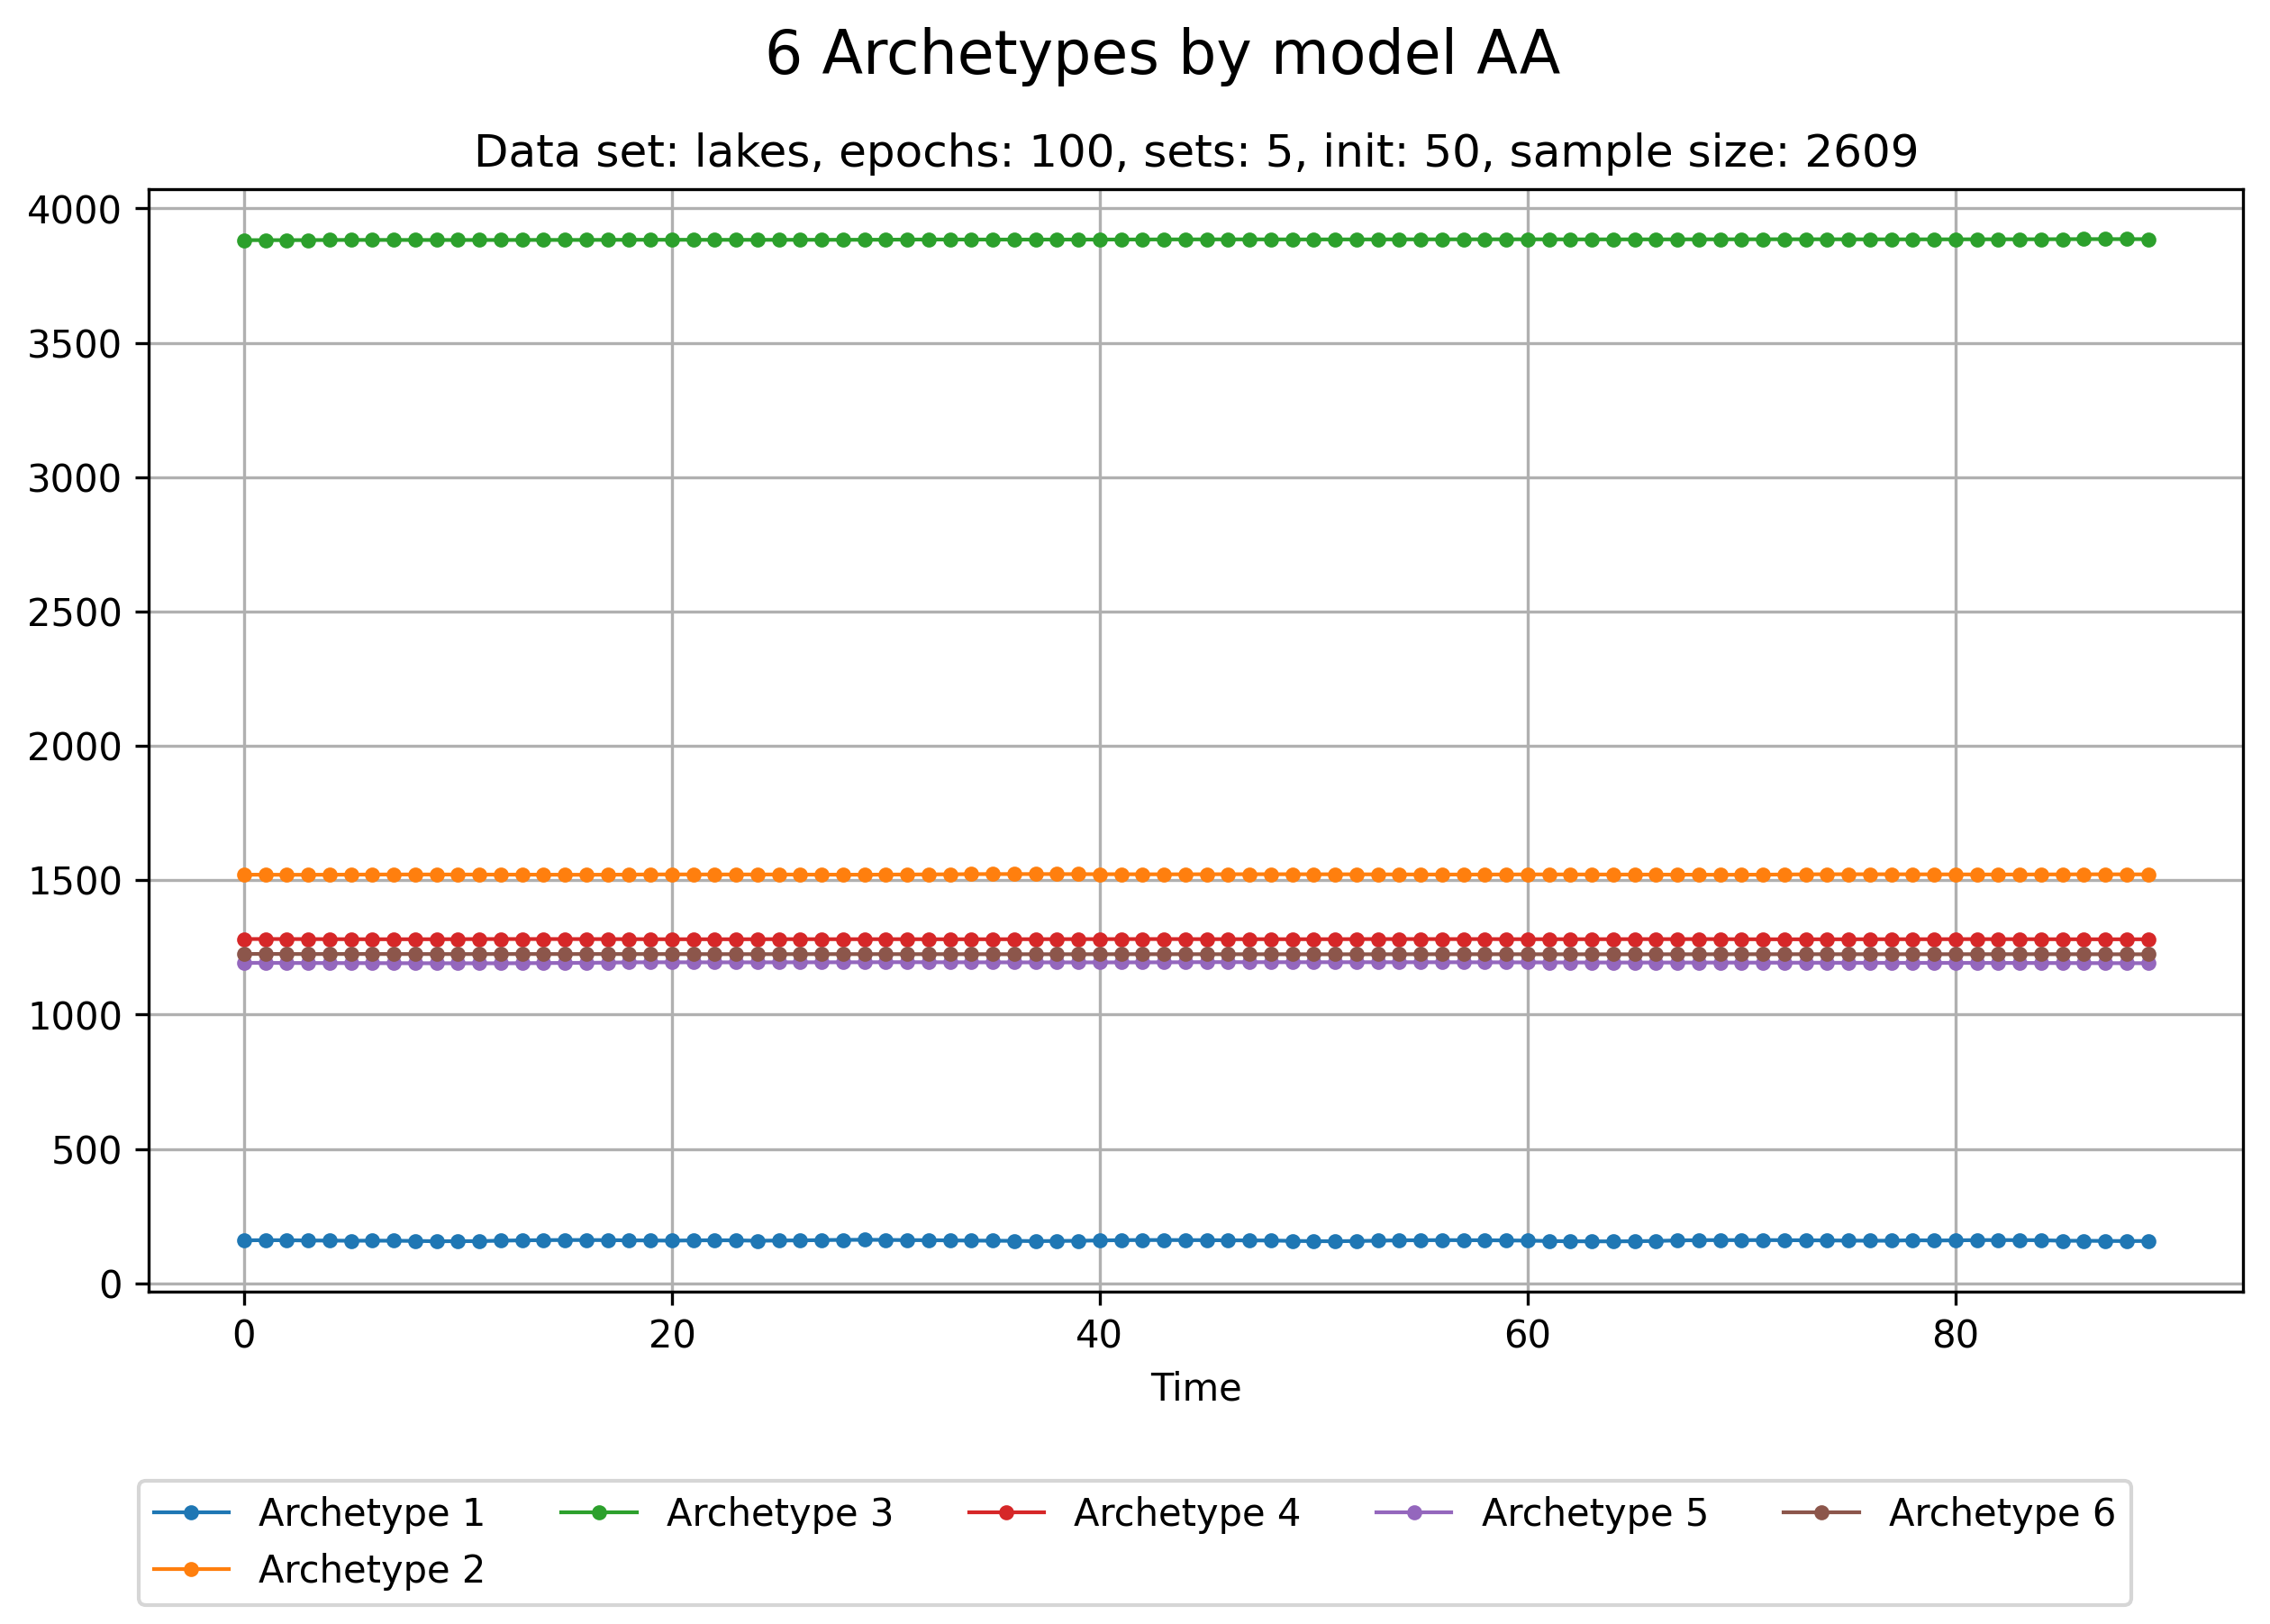 6 Archetypes by model AA
Data set: lakes, epochs: 100, sets: 5, init: 50, sample size: 2609
4000
3500
3000
2500
2000
1500
1000
500
0
0 20 40 60 80
Time
Archetype 1 Archetype 3 Archetype 4 Archetype 5 Archetype 6
Archetype 2